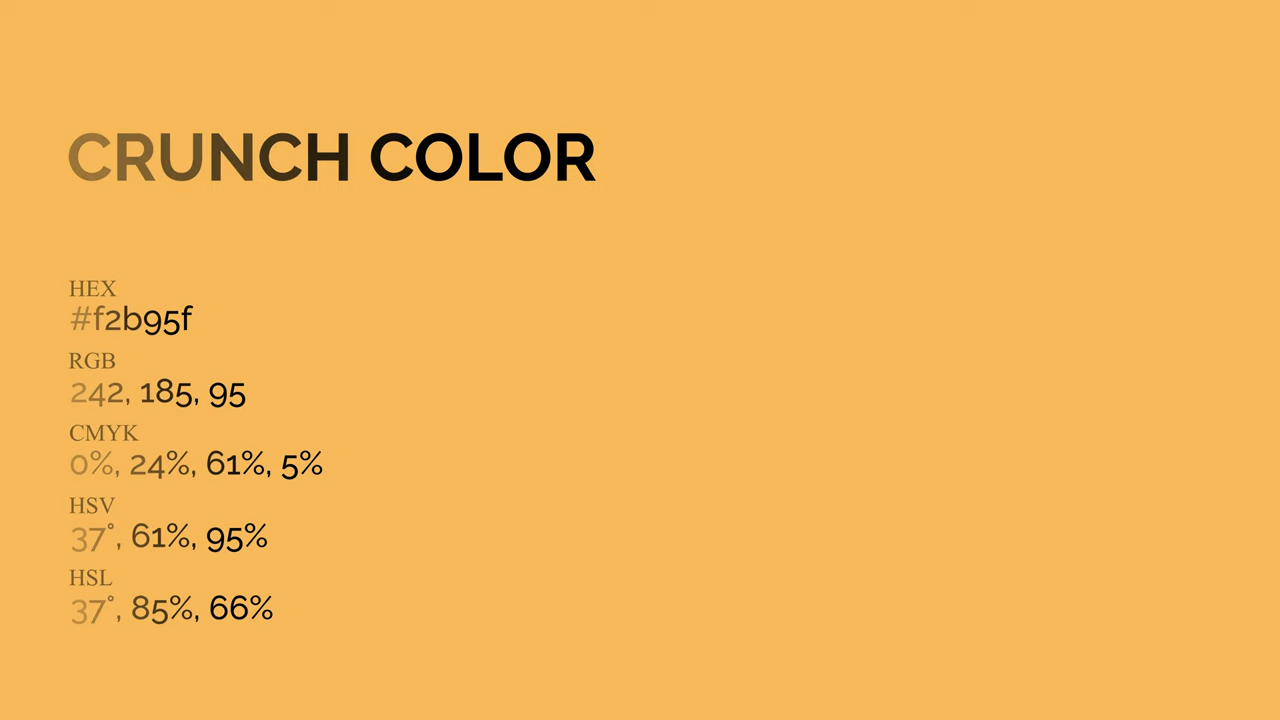 CRUNCH COLOR
HEX
#f2b95f
RGB
242, 185, 95
CMYK
0%, 24%, 61%, 5%
HSV
37°, 61%, 95%
HSL
37°, 85%, 66%